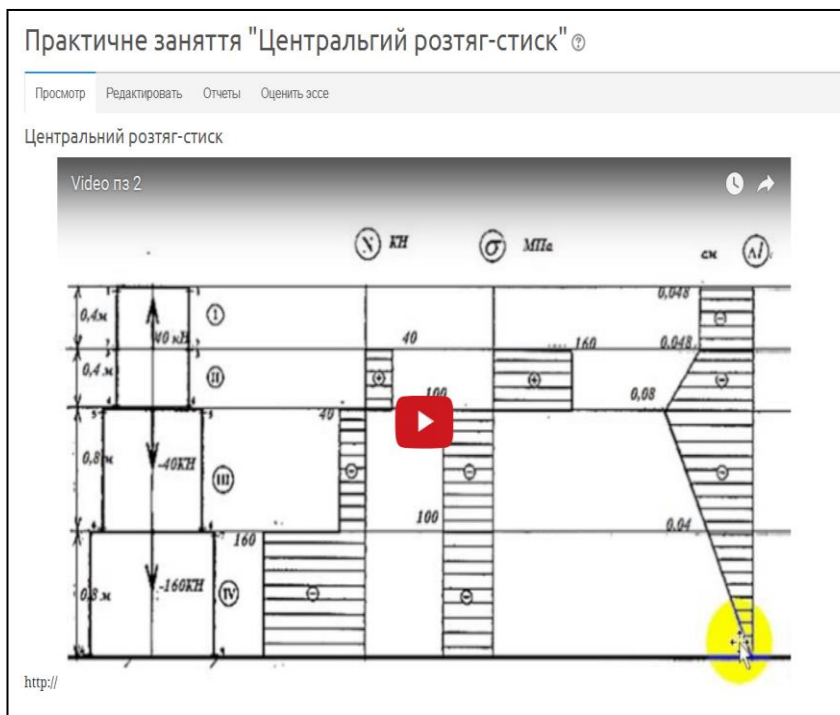 Практичне заняття "Центральгий розтяг-стиск"
Просмотр Редактировать Отчеты Оценить эссе
Центральний розтяг-стиск
Video пз 2
N КН σ МПа см Δl
0,4м 40 кН I 0,048
0,4 м II 40 160 0.048
0,8 м -40КН III 40 100 0,08
0,8 м -160КН IV 160 100 0.04
http://